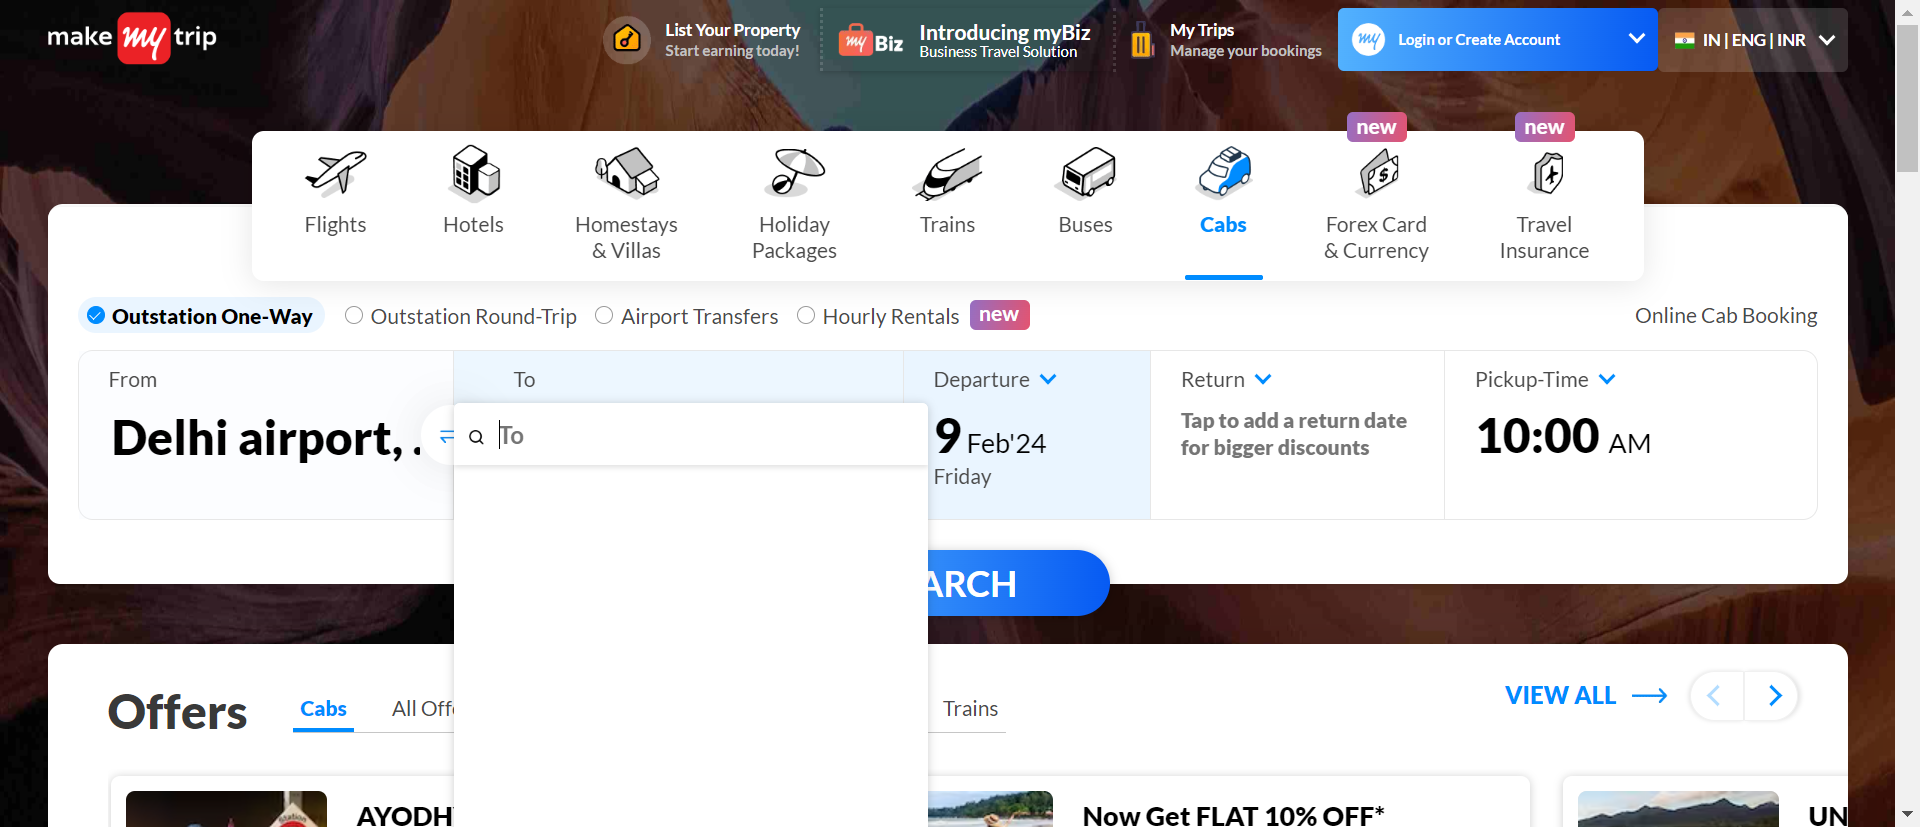 make my trip
List Your Property
Start earning today!
my Biz
Introducing myBiz
Business Travel Solution
My Trips
Manage your bookings
my
Login or Create Account
IN | ENG | INR
new
new
Flights
Hotels
Homestays
& Villas
Holiday
Packages
Trains
Buses
Cabs
Forex Card
& Currency
Travel
Insurance
Outstation One-Way
Outstation Round-Trip
Airport Transfers
Hourly Rentals
new
Online Cab Booking
From
Delhi airport, .
To
To
Departure
9 Feb'24
Friday
Return
Tap to add a return date
for bigger discounts
Pickup-Time
10:00 AM
ARCH
Offers
Cabs
All Off
Trains
VIEW ALL
Station
AYODH
Now Get FLAT 10% OFF*
UN